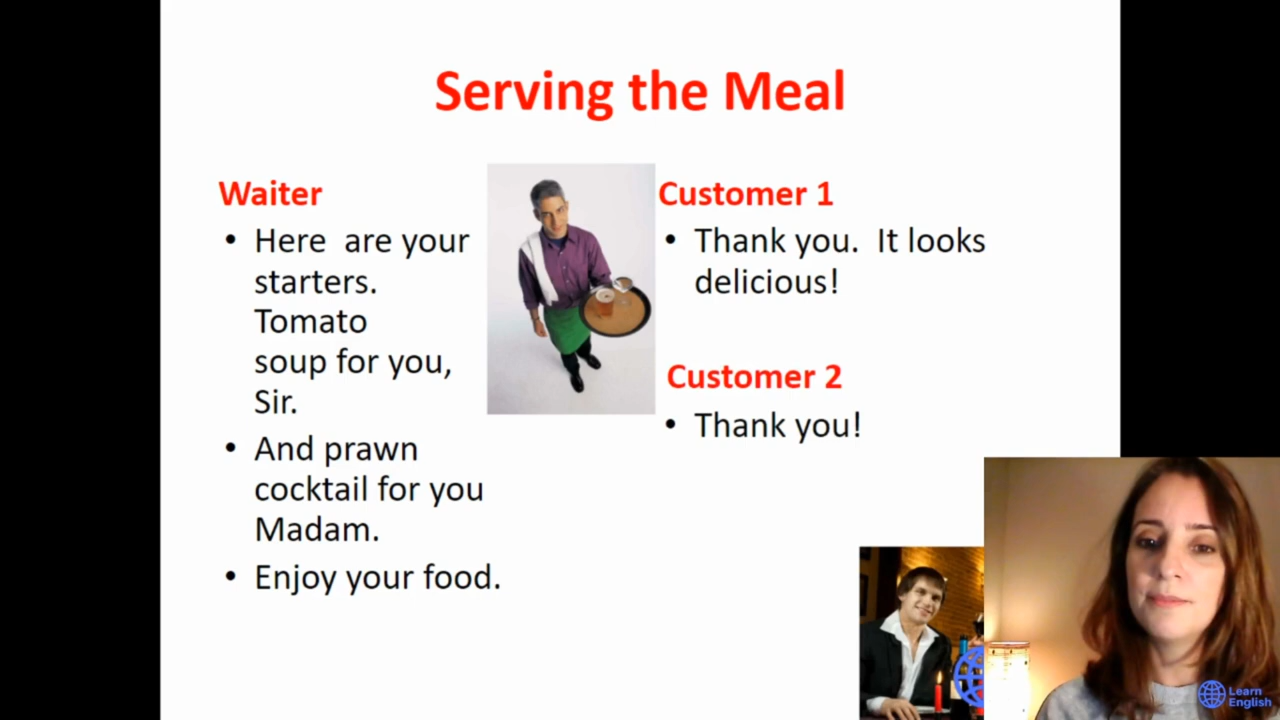 Serving the Meal
Waiter
• Here are your
starters.
Tomato
soup for you,
Sir.
• And prawn
cocktail for you
Madam.
• Enjoy your food.
Customer 1
• Thank you. It looks
delicious!
Customer 2
• Thank you!
Learn
English